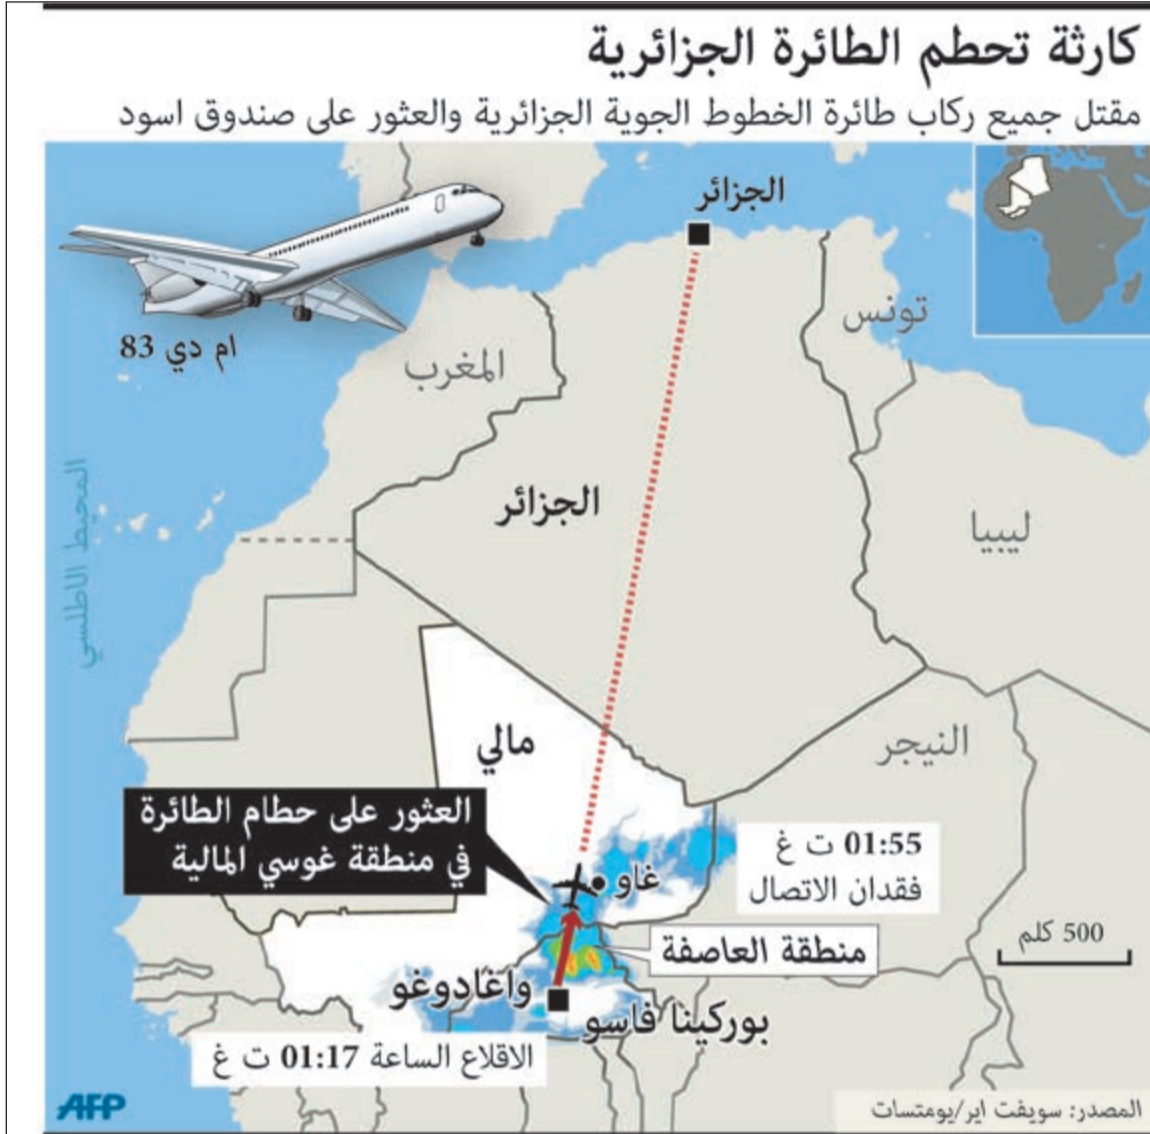 كارثة تحطم الطائرة الجزائرية
مقتل جميع ركاب طائرة الخطوط الجوية الجزائرية والعثور على صندوق اسود
الجزائر
ام دي 83
تونس
المغرب
المحيط الاطلسي
الجزائر
ليبيا
مالي
النيجر
العثور على حطام الطائرة
في منطقة غوسي المالية
01:55 ت غ
فقدان الاتصال
غاو
500 كلم
منطقة العاصفة
واغادوغو
بوركينا فاسو
الاقلاع الساعة 01:17 ت غ
المصدر: سويفت اير/يومتسات
AFP